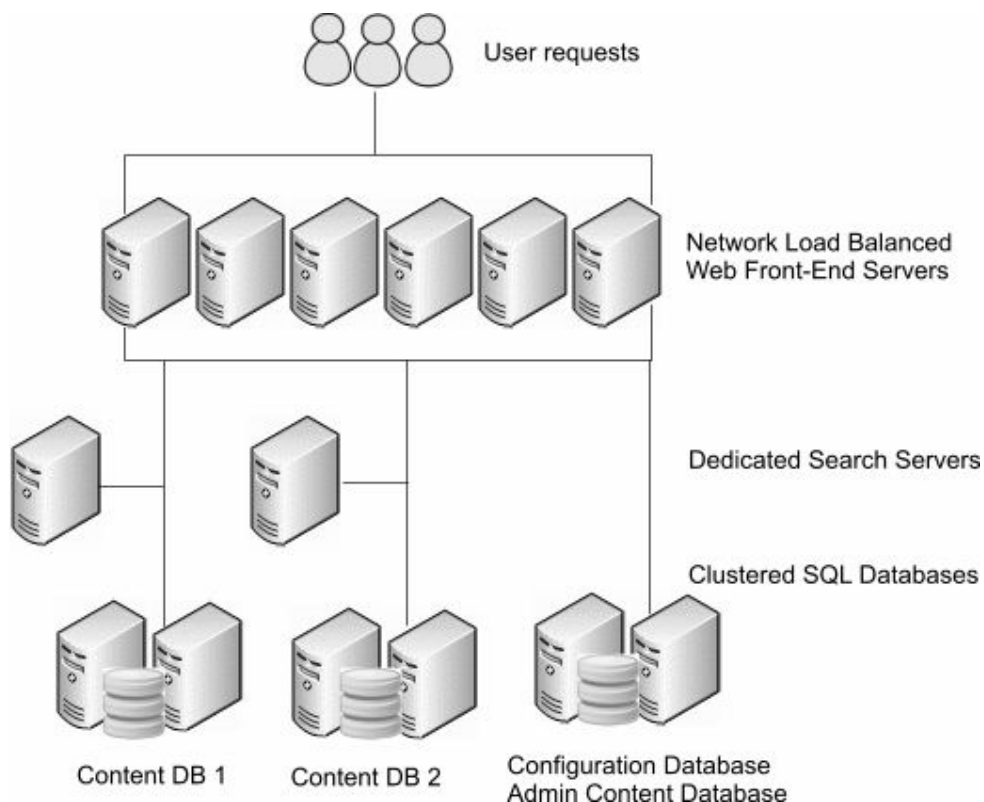 User requests
Network Load Balanced
Web Front-End Servers
Dedicated Search Servers
Clustered SQL Databases
Content DB 1
Content DB 2
Configuration Database
Admin Content Database